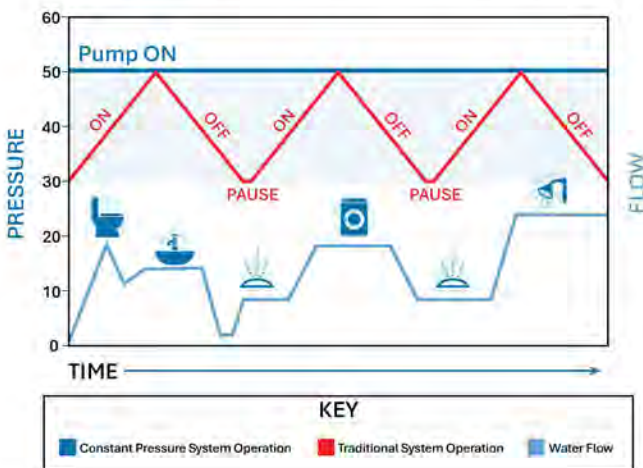 60
Pump ON
50
ON OFF ON OFF ON OFF
40
30
PAUSE PAUSE
20
10
0
PRESSURE
FLOW
TIME
KEY
Constant Pressure System Operation Traditional System Operation Water Flow